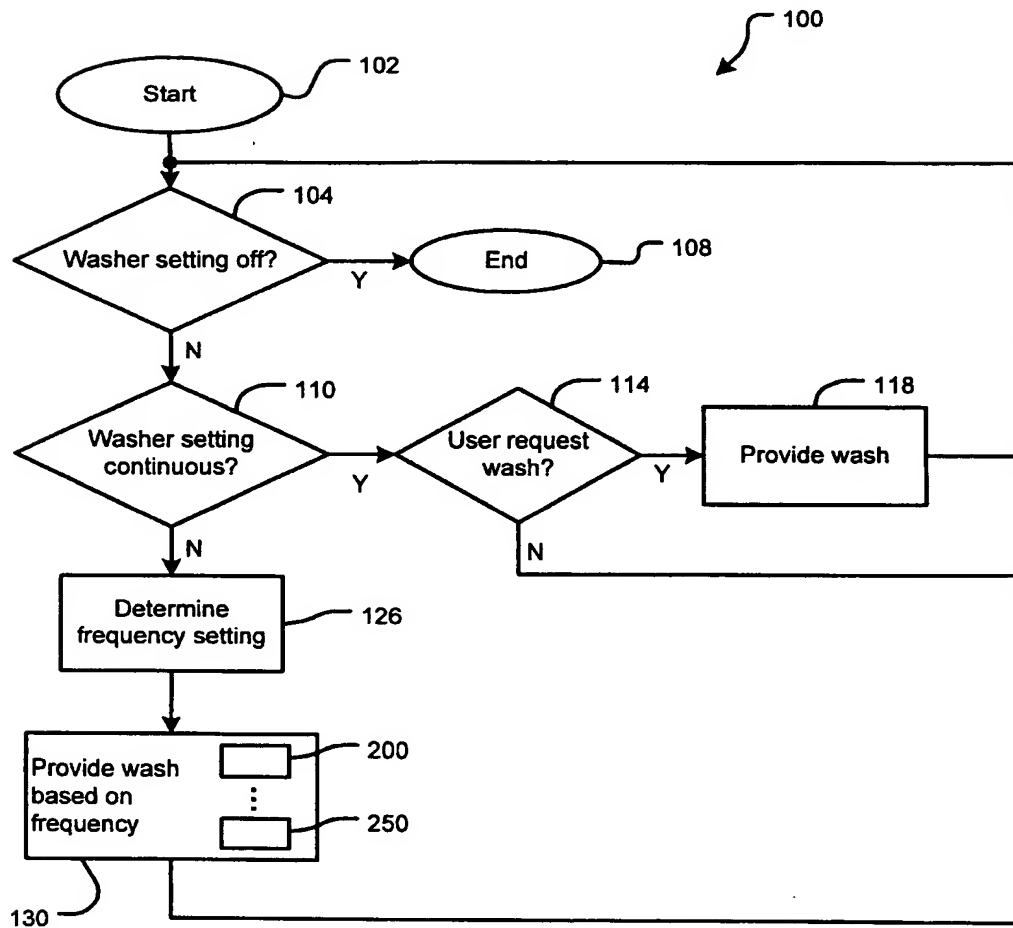 100
102
Start
104
Washer setting off?
Y
End
108
N
110
Washer setting
continuous?
Y
114
User request
wash?
Y
118
Provide wash
N
N
Determine
frequency setting
126
Provide wash
based on
frequency
200
250
130